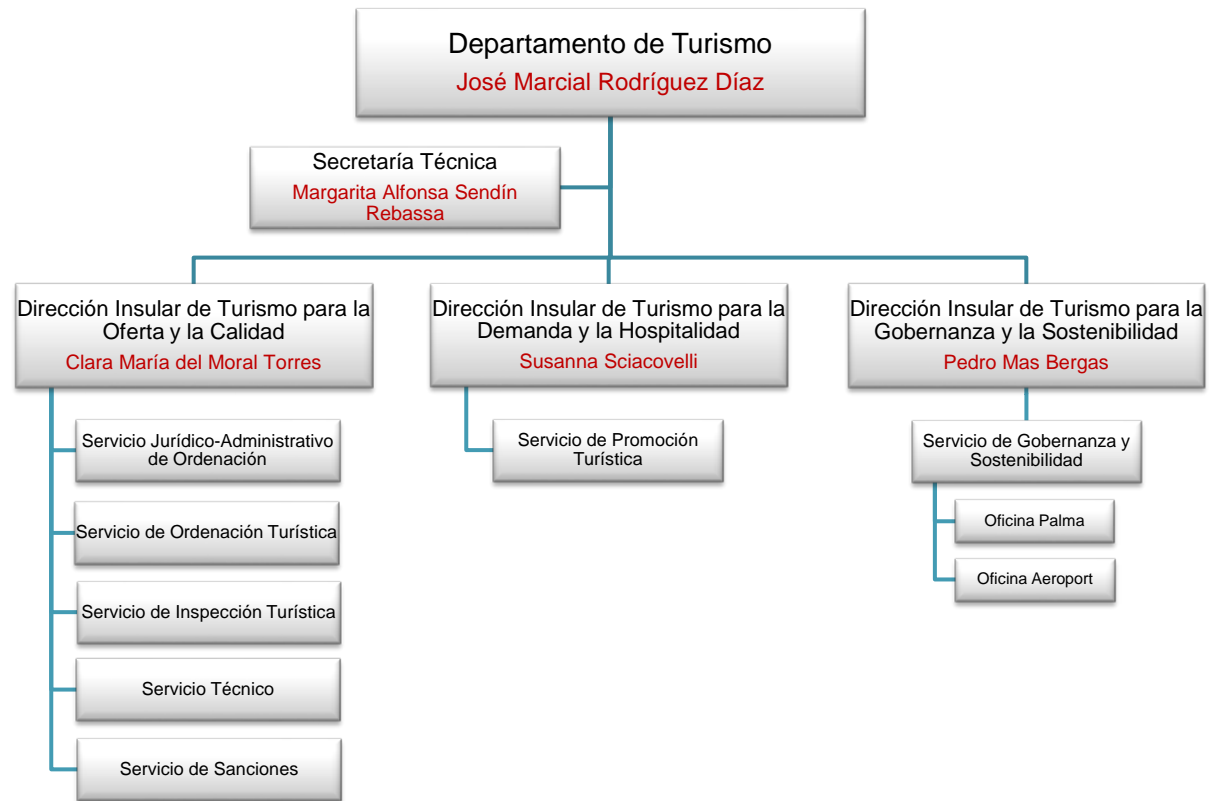 Departamento de Turismo
José Marcial Rodríguez Díaz
Secretaría Técnica
Margarita Alfonsa Sendín
Rebassa
Dirección Insular de Turismo para la
Oferta y la Calidad
Clara María del Moral Torres
Servicio Jurídico-Administrativo
de Ordenación
Servicio de Ordenación Turística
Servicio de Inspección Turística
Servicio Técnico
Servicio de Sanciones
Dirección Insular de Turismo para la
Demanda y la Hospitalidad
Susanna Sciacovelli
Servicio de Promoción
Turística
Dirección Insular de Turismo para la
Gobernanza y la Sostenibilidad
Pedro Mas Bergas
Servicio de Gobernanza y
Sostenibilidad
Oficina Palma
Oficina Aeroport